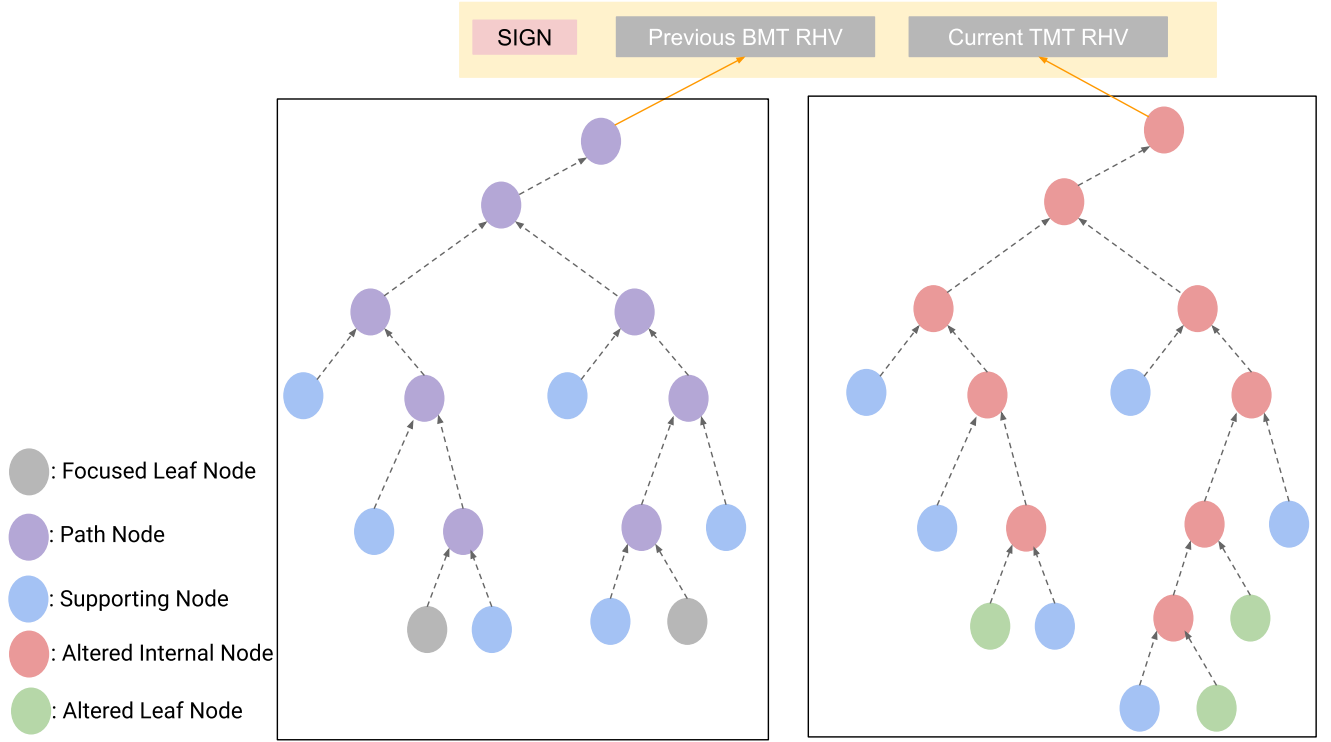 SIGN
Previous BMT RHV
Current TMT RHV
: Focused Leaf Node
: Path Node
: Supporting Node
: Altered Internal Node
: Altered Leaf Node